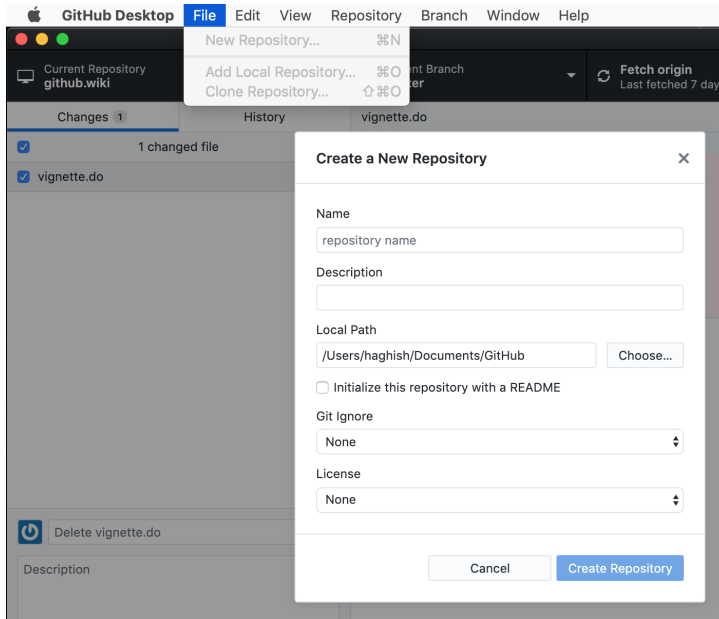 GitHub Desktop File Edit View Repository Branch Window Help
New Repository... ⌘N
Add Local Repository... ⌘O
Clone Repository... ⇧⌘O
Current Repository
github.wiki
nt Branch
ter
Fetch origin
Last fetched 7 day
Changes 1 History vignette.do
1 changed file
vignette.do
Create a New Repository
Name
repository name
Description
Local Path
/Users/haghish/Documents/GitHub Choose...
Initialize this repository with a README
Git Ignore
None
License
None
Cancel Create Repository
Delete vignette.do
Description